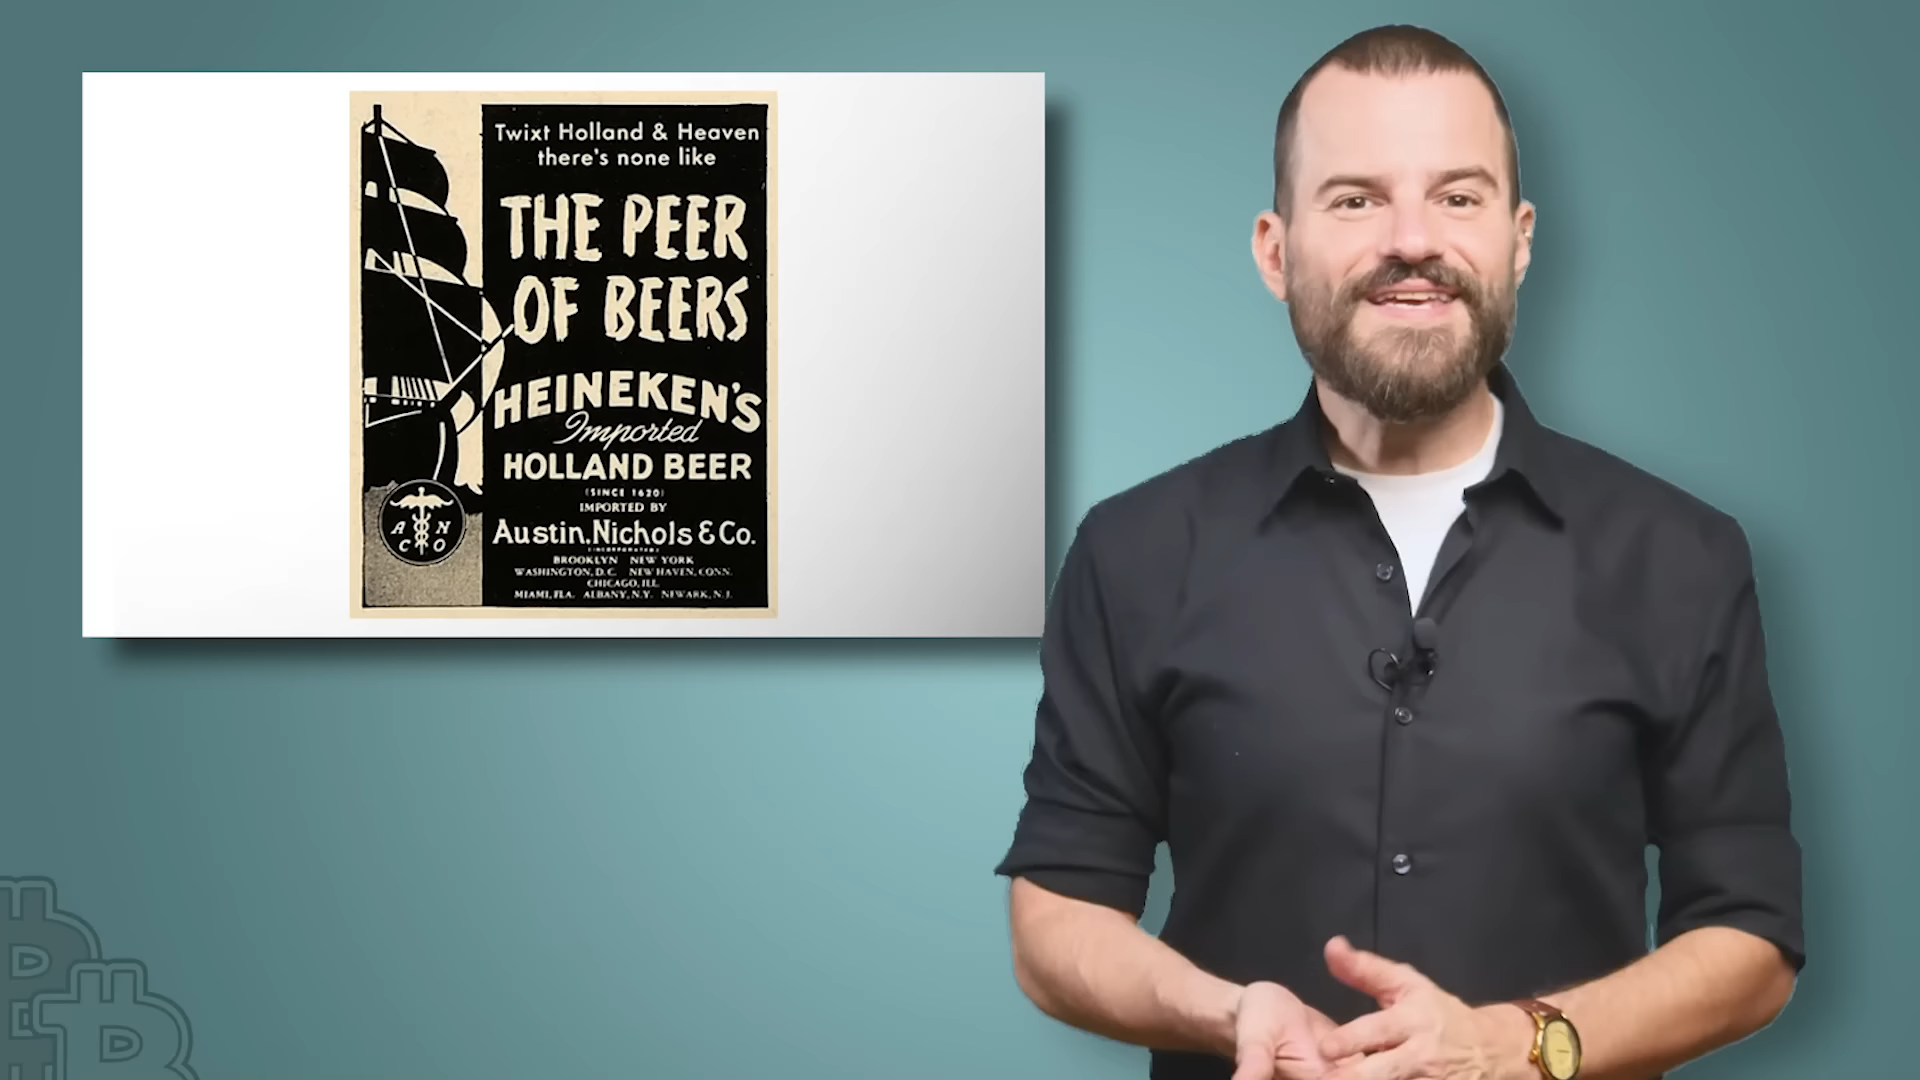 Twixt Holland & Heaven
there's none like
THE PEER
OF BEERS
HEINEKEN'S
Imported
HOLLAND BEER
(SINCE 1620)
IMPORTED BY
Austin, Nichols & Co.
(INCORPORATED)
BROOKLYN NEW YORK
WASHINGTON, D.C. NEW HAVEN, CONN.
CHICAGO, ILL.
MIAMI, FLA. ALBANY, N.Y. NEWARK, N.J.
A N
C O